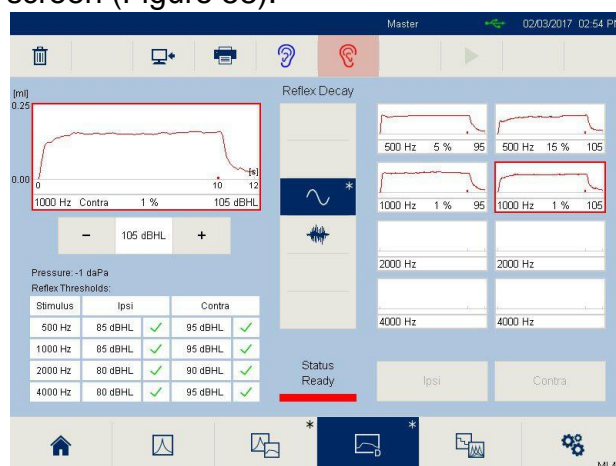 screen (Figure 58).
Master 02/03/2017 02:54 PM
Reflex Decay
[ml]
0.25
0.00
0 10 12
[s]
1000 Hz Contra 1 % 105 dBHL
- 105 dBHL +
Pressure: -1 daPa
Reflex Thresholds:
Stimulus Ipsi Contra
500 Hz 85 dBHL ✓ 95 dBHL ✓
1000 Hz 85 dBHL ✓ 95 dBHL ✓
2000 Hz 80 dBHL ✓ 90 dBHL ✓
4000 Hz 80 dBHL ✓ 95 dBHL ✓
*
Status
Ready
500 Hz 5 % 95
500 Hz 15 % 105
1000 Hz 1 % 95
1000 Hz 1 % 105
2000 Hz
2000 Hz
4000 Hz
4000 Hz
Ipsi
Contra
* *
D